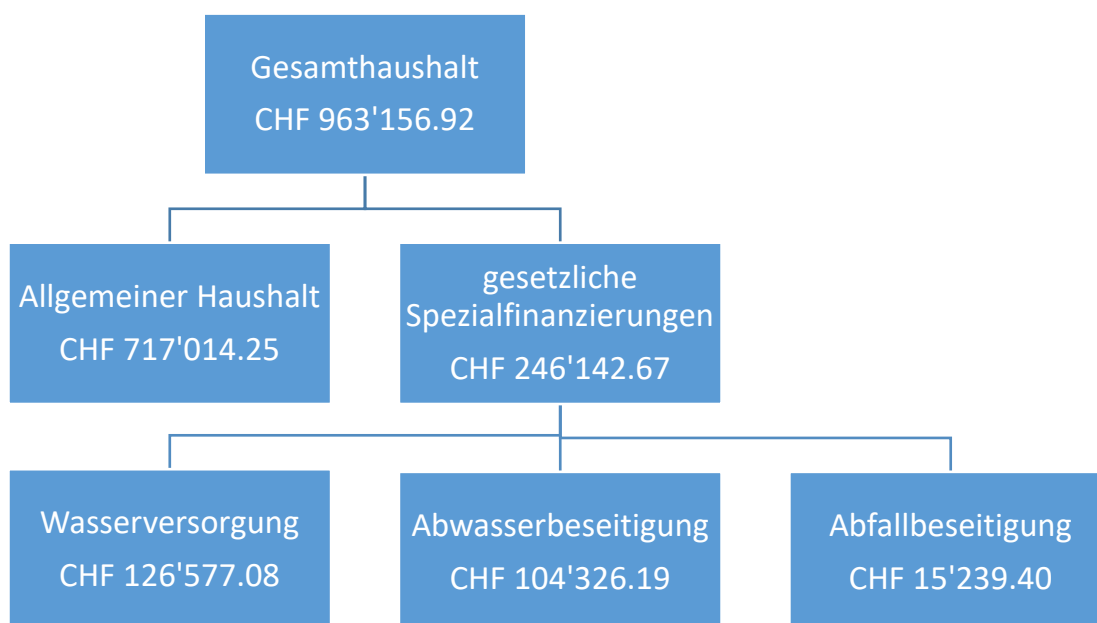 Gesamthaushalt
CHF 963'156.92
Allgemeiner Haushalt
CHF 717'014.25
gesetzliche
Spezialfinanzierungen
CHF 246'142.67
Wasserversorgung
CHF 126'577.08
Abwasserbeseitigung
CHF 104'326.19
Abfallbeseitigung
CHF 15'239.40